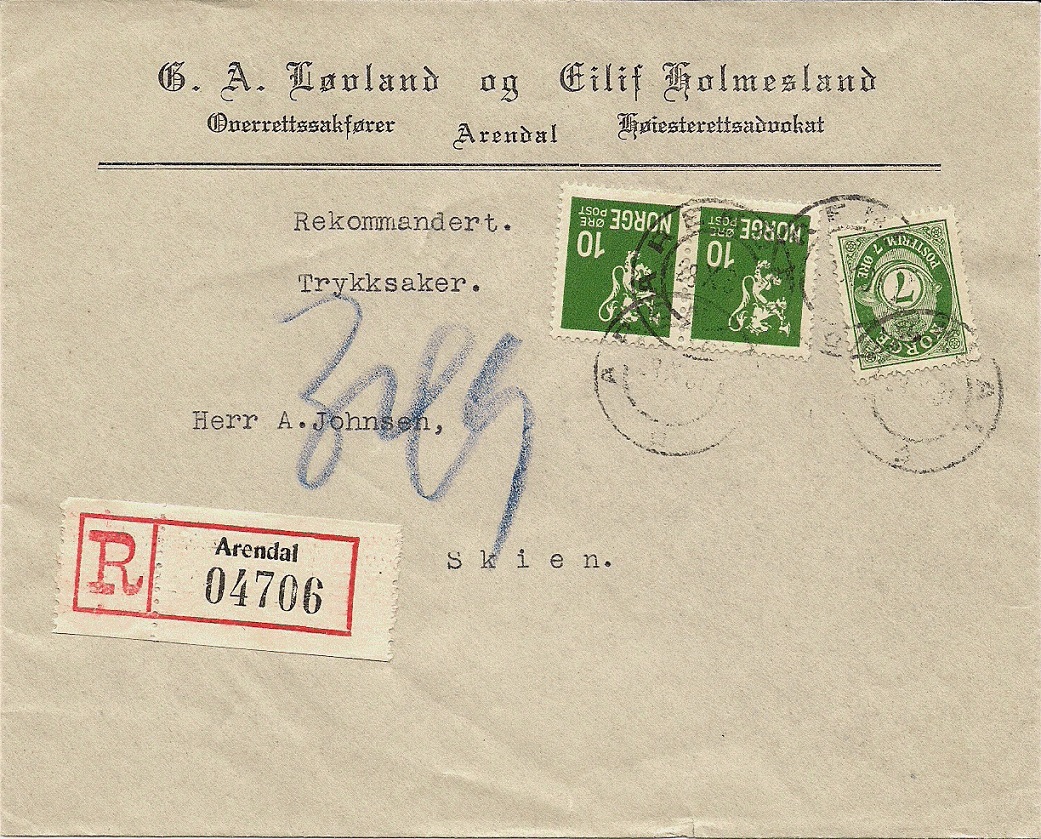 G. A. Løvland og Eilif Holmesland
Overrettssakfører Arendal Høiesterettsadvokat
Rekommandert.
Trykksaker.
NORGE
POST
10
ØRE
NORGE
POST
10
ØRE
POSTFRIM. 7 ØRE
7
NORGE
Herr A.Johnsen,
Skien.
R
Arendal
04706